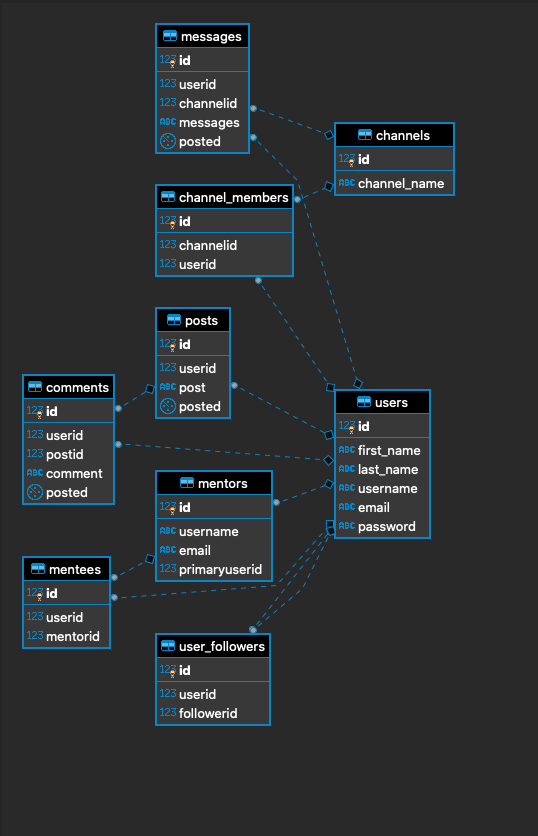 messages
123 id
123 userid
123 channelid
ABC messages
posted
channels
123 id
ABC channel_name
channel_members
123 id
123 channelid
123 userid
posts
123 id
123 userid
ABC post
posted
comments
123 id
123 userid
123 postid
ABC comment
posted
users
123 id
ABC first_name
ABC last_name
ABC username
ABC email
ABC password
mentors
123 id
ABC username
ABC email
123 primaryuserid
mentees
123 id
123 userid
123 mentorid
user_followers
123 id
123 userid
123 followerid